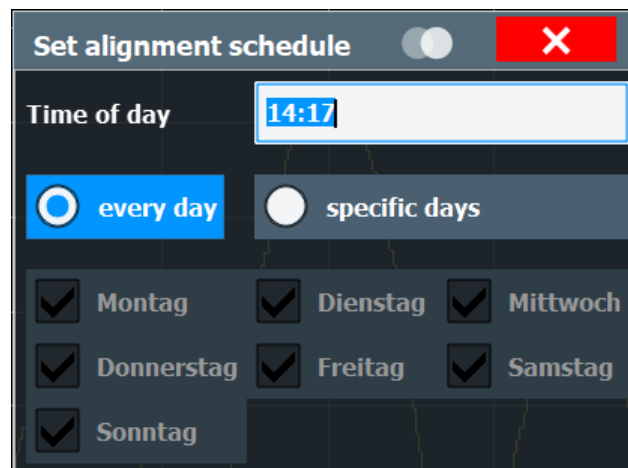 Set alignment schedule
Time of day 14:17
every day specific days
Montag Dienstag Mittwoch
Donnerstag Freitag Samstag
Sonntag